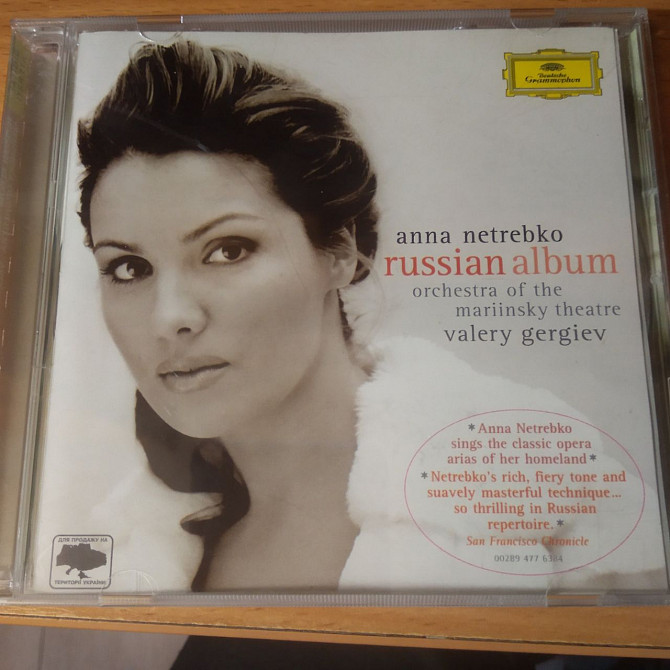 Deutsche
Grammophon
anna netrebko
russian album
orchestra of the
mariinsky theatre
valery gergiev
*Anna Netrebko
sings the classic opera
arias of her homeland*
*Netrebko's rich, fiery tone and
suavely masterful technique...
so thrilling in Russian
repertoire.*
San Francisco Chronicle
00289 477 6384
ДЛЯ ПРОДАЖУ НА
ТЕРИТОРІЇ УКРАЇНИ